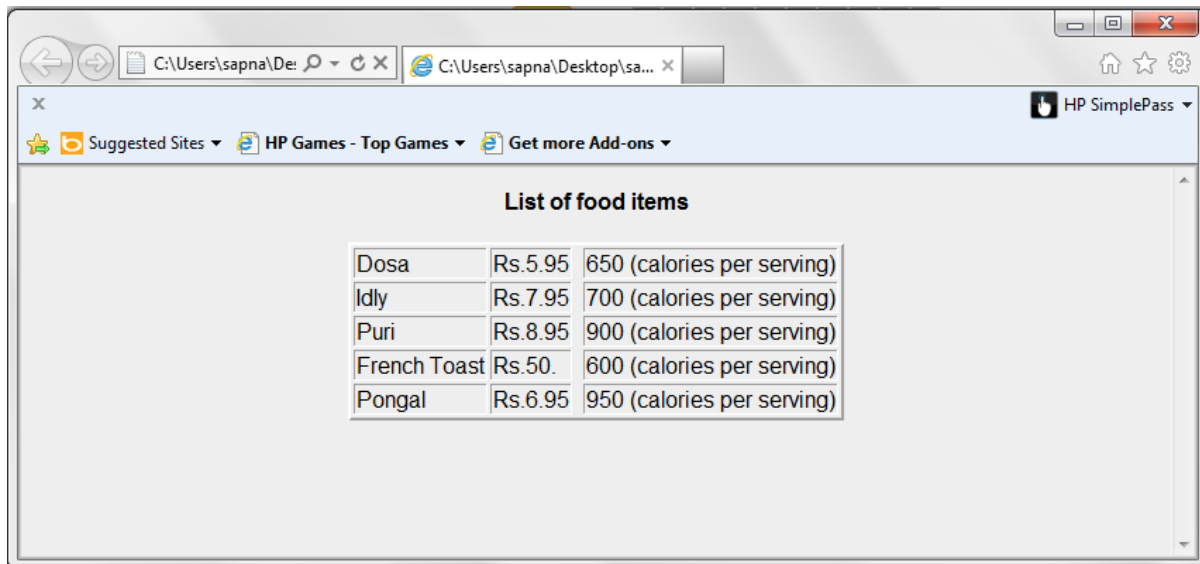 C:\Users\sapna\De: C:\Users\sapna\Desktop\sa...
x HP SimplePass
Suggested Sites HP Games - Top Games Get more Add-ons
List of food items
Dosa Rs.5.95 650 (calories per serving)
Idly Rs.7.95 700 (calories per serving)
Puri Rs.8.95 900 (calories per serving)
French Toast Rs.50. 600 (calories per serving)
Pongal Rs.6.95 950 (calories per serving)